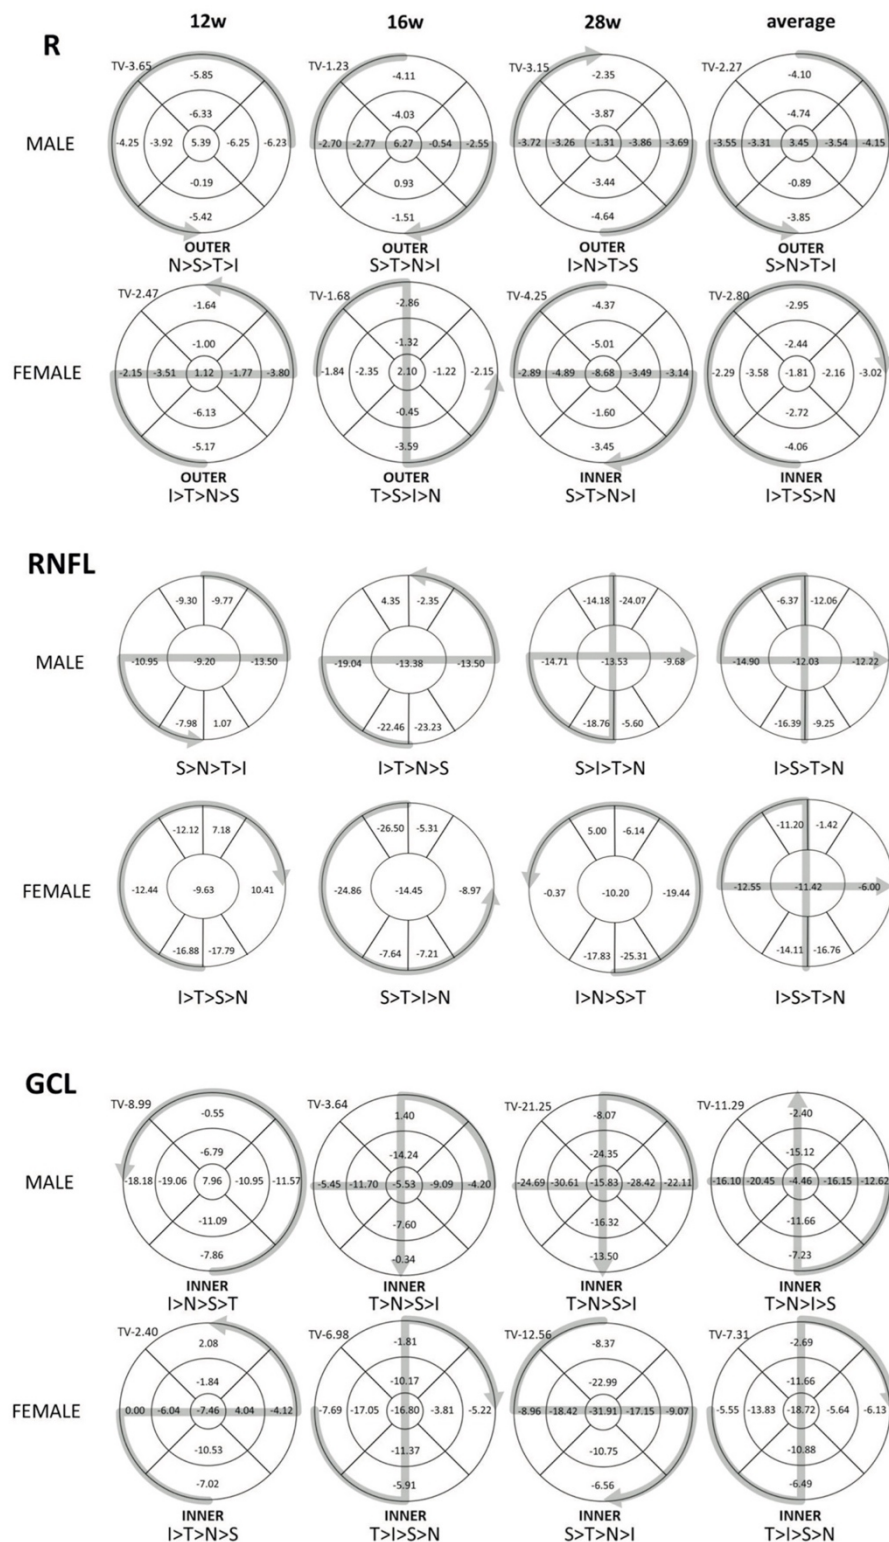 12w 16w 28w average
R
TV-3.65 TV-1.23 TV-3.15 TV-2.27
-5.85 -4.11 -2.35 -4.10
-6.33 -4.03 -3.87 -4.74
MALE -4.25 -3.92 5.39 -6.25 -6.23 -2.70 -2.77 6.27 -0.54 -2.55 -3.72 -3.26 -1.31 -3.86 -3.69 -3.55 -3.31 3.45 -3.54 -4.15
-0.19 0.93 -3.44 -0.89
-5.42 -1.51 -4.64 -3.85
OUTER OUTER OUTER OUTER
N>S>T>I S>T>N>I I>N>T>S S>N>T>I
TV-2.47 TV-1.68 TV-4.25 TV-2.80
-1.64 -2.86 -4.37 -2.95
-1.00 -1.32 -5.01 -2.44
FEMALE -2.15 -3.51 1.12 -1.77 -3.80 -1.84 -2.35 2.10 -1.22 -2.15 -2.89 -4.89 -8.68 -3.49 -3.14 -2.29 -3.58 -1.81 -2.16 -3.02
-6.13 -0.45 -1.60 -2.72
-5.17 -3.59 -3.45 -4.06
OUTER OUTER INNER INNER
I>T>N>S T>S>I>N S>T>N>I I>T>S>N
RNFL
-9.30 -9.77 4.35 -2.35 -14.18 -24.07 -6.37 -12.06
MALE -10.95 -9.20 -13.50 -19.04 -13.38 -13.50 -14.71 -13.53 -9.68 -14.90 -12.03 -12.22
-7.98 1.07 -22.46 -23.23 -18.76 -5.60 -16.39 -9.25
S>N>T>I I>T>N>S S>I>T>N I>S>T>N
-12.12 7.18 -26.50 -5.31 5.00 -6.14 -11.20 -1.42
FEMALE -12.44 -9.63 10.41 -24.86 -14.45 -8.97 -0.37 -10.20 -19.44 -12.55 -11.42 -6.00
-16.88 -17.79 -7.64 -7.21 -17.83 -25.31 -14.11 -16.76
I>T>S>N S>T>I>N I>N>S>T I>S>T>N
GCL
TV-8.99 TV-3.64 TV-21.25 TV-11.29
-0.55 1.40 -8.07 -2.40
-6.79 -14.24 -24.35 -15.12
MALE -18.18 -19.06 7.96 -10.95 -11.57 -5.45 -11.70 -5.53 -9.09 -4.20 -24.69 -30.61 -15.83 -28.42 -22.11 -16.10 -20.45 -4.46 -16.15 -12.62
-11.09 -7.60 -16.32 -11.66
-7.86 -0.34 -13.50 -7.23
INNER INNER INNER INNER
I>N>S>T T>N>S>I T>N>S>I T>N>I>S
TV-2.40 TV-6.98 TV-12.56 TV-7.31
2.08 -1.81 -8.37 -2.69
-1.84 -10.17 -22.99 -11.66
FEMALE 0.00 -6.04 -7.46 4.04 -4.12 -7.69 -17.05 -16.80 -3.81 -5.22 -8.96 -18.42 -31.91 -17.15 -9.07 -5.55 -13.83 -18.72 -5.64 -6.13
-10.53 -11.37 -10.75 -10.88
-7.02 -5.91 -6.56 -6.49
INNER INNER INNER INNER
I>T>N>S T>I>S>N S>T>N>I T>I>S>N